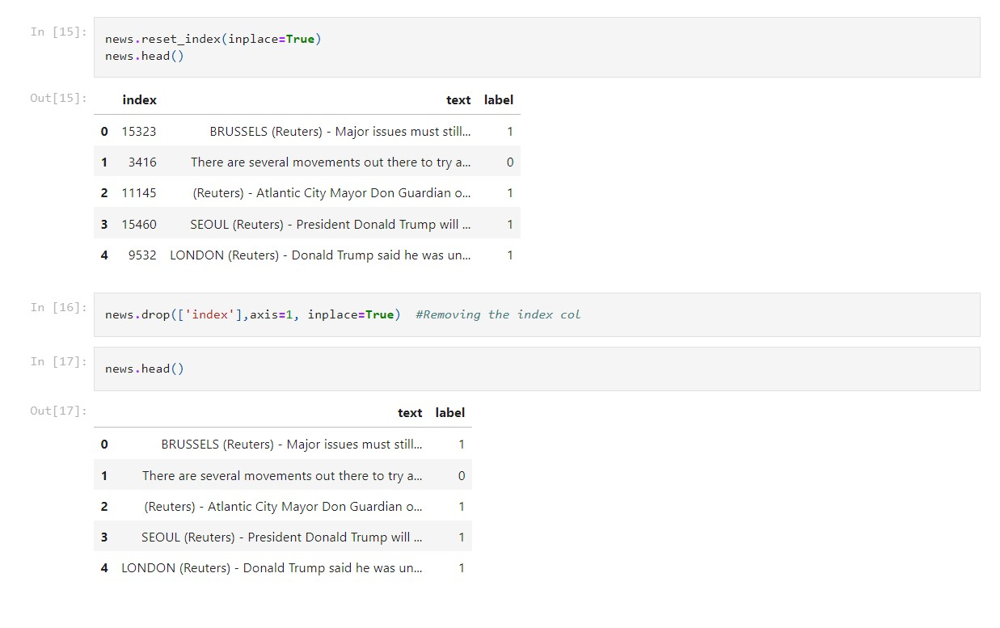 In [15]:
news.reset_index(inplace=True)
news.head()
Out[15]:
index text label
0 15323 BRUSSELS (Reuters) - Major issues must still... 1
1 3416 There are several movements out there to try a... 0
2 11145 (Reuters) - Atlantic City Mayor Don Guardian o... 1
3 15460 SEOUL (Reuters) - President Donald Trump will ... 1
4 9532 LONDON (Reuters) - Donald Trump said he was un... 1
In [16]:
news.drop(['index'],axis=1, inplace=True)  #Removing the index col
In [17]:
news.head()
Out[17]:
text label
0 BRUSSELS (Reuters) - Major issues must still... 1
1 There are several movements out there to try a... 0
2 (Reuters) - Atlantic City Mayor Don Guardian o... 1
3 SEOUL (Reuters) - President Donald Trump will ... 1
4 LONDON (Reuters) - Donald Trump said he was un... 1